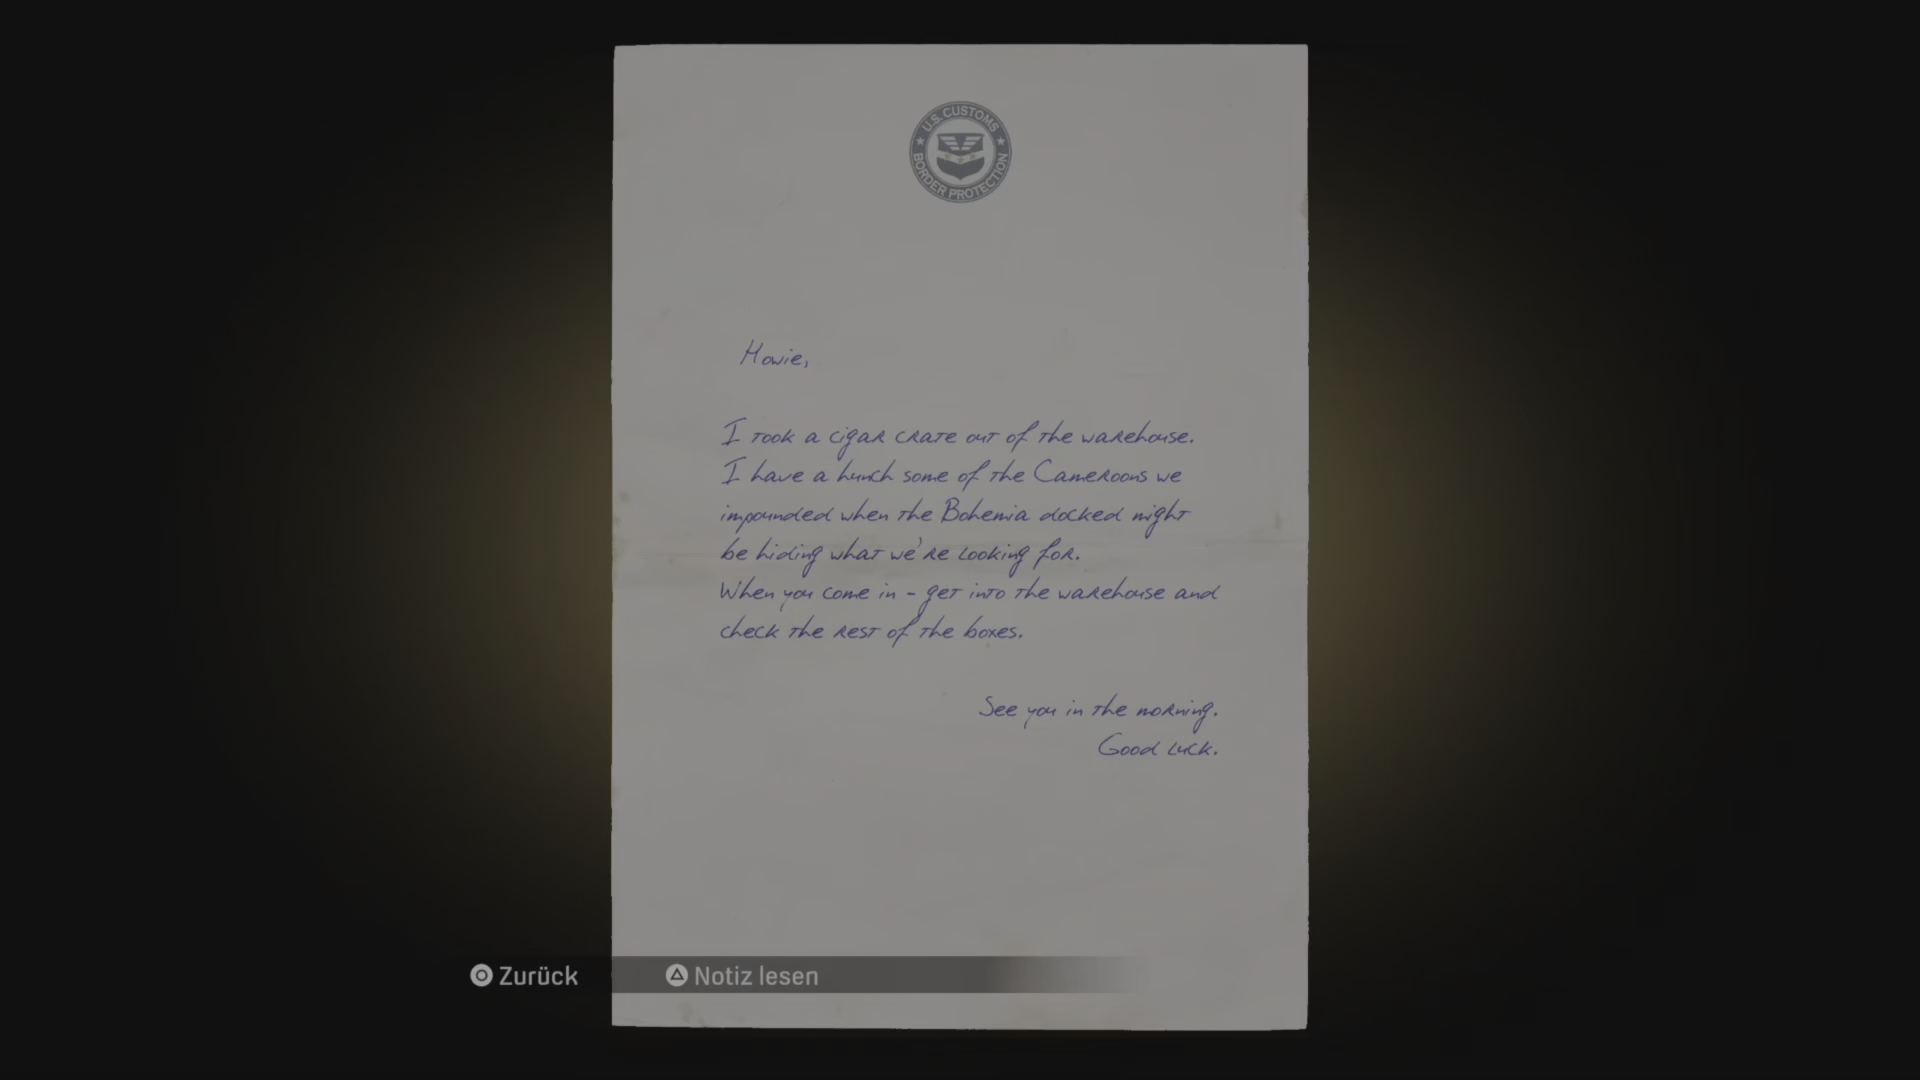 U.S. CUSTOMS
BORDER PROTECTION
Howie,
I took a cigar crate out of the warehouse.
I have a hunch some of the Cameroons we
impounded when the Bohemia docked might
be hiding what we're looking for.
When you come in - get into the warehouse and
check the rest of the boxes.
See you in the morning.
Good luck.
Zurück Notiz lesen